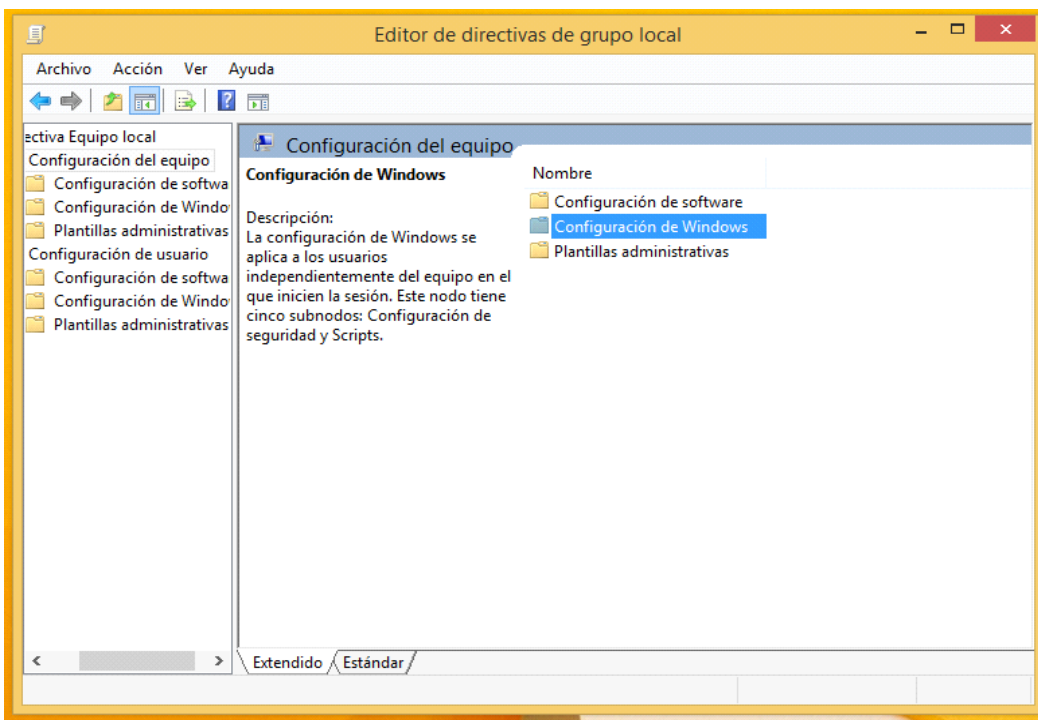 Editor de directivas de grupo local
Archivo Acción Ver Ayuda
ectiva Equipo local
Configuración del equipo
Configuración de softwa
Configuración de Windo
Plantillas administrativas
Configuración de usuario
Configuración de softwa
Configuración de Windo
Plantillas administrativas
Configuración del equipo
Configuración de Windows
Descripción:
La configuración de Windows se
aplica a los usuarios
independientemente del equipo en el
que inicien la sesión. Este nodo tiene
cinco subnodos: Configuración de
seguridad y Scripts.
Nombre
Configuración de software
Configuración de Windows
Plantillas administrativas
Extendido Estándar